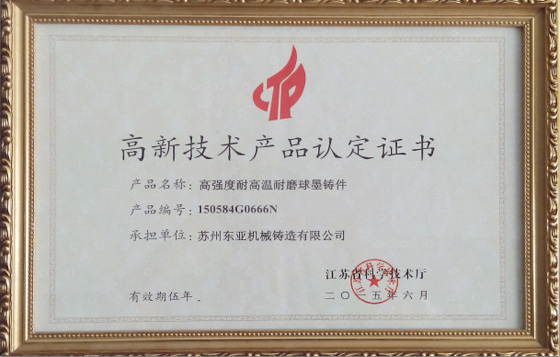 高新技术产品认定证书
产品名称：高强度耐高温耐磨球墨铸件
产品编号：150584G0666N
承担单位：苏州东亚机械铸造有限公司
江苏省科学技术厅
有效期伍年。
二〇一五年六月